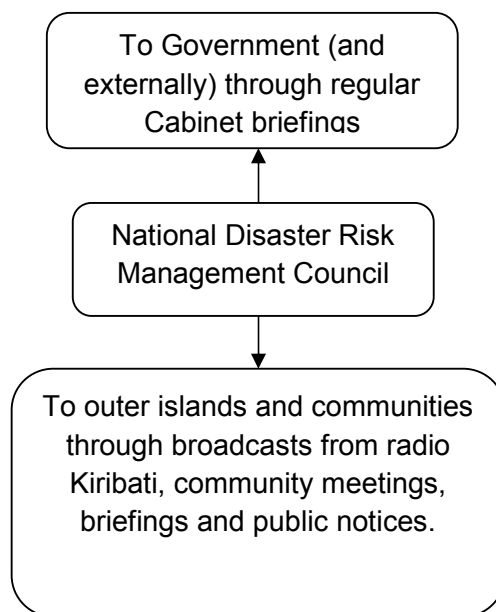 To Government (and
externally) through regular
Cabinet briefings
National Disaster Risk
Management Council
To outer islands and communities
through broadcasts from radio
Kiribati, community meetings,
briefings and public notices.